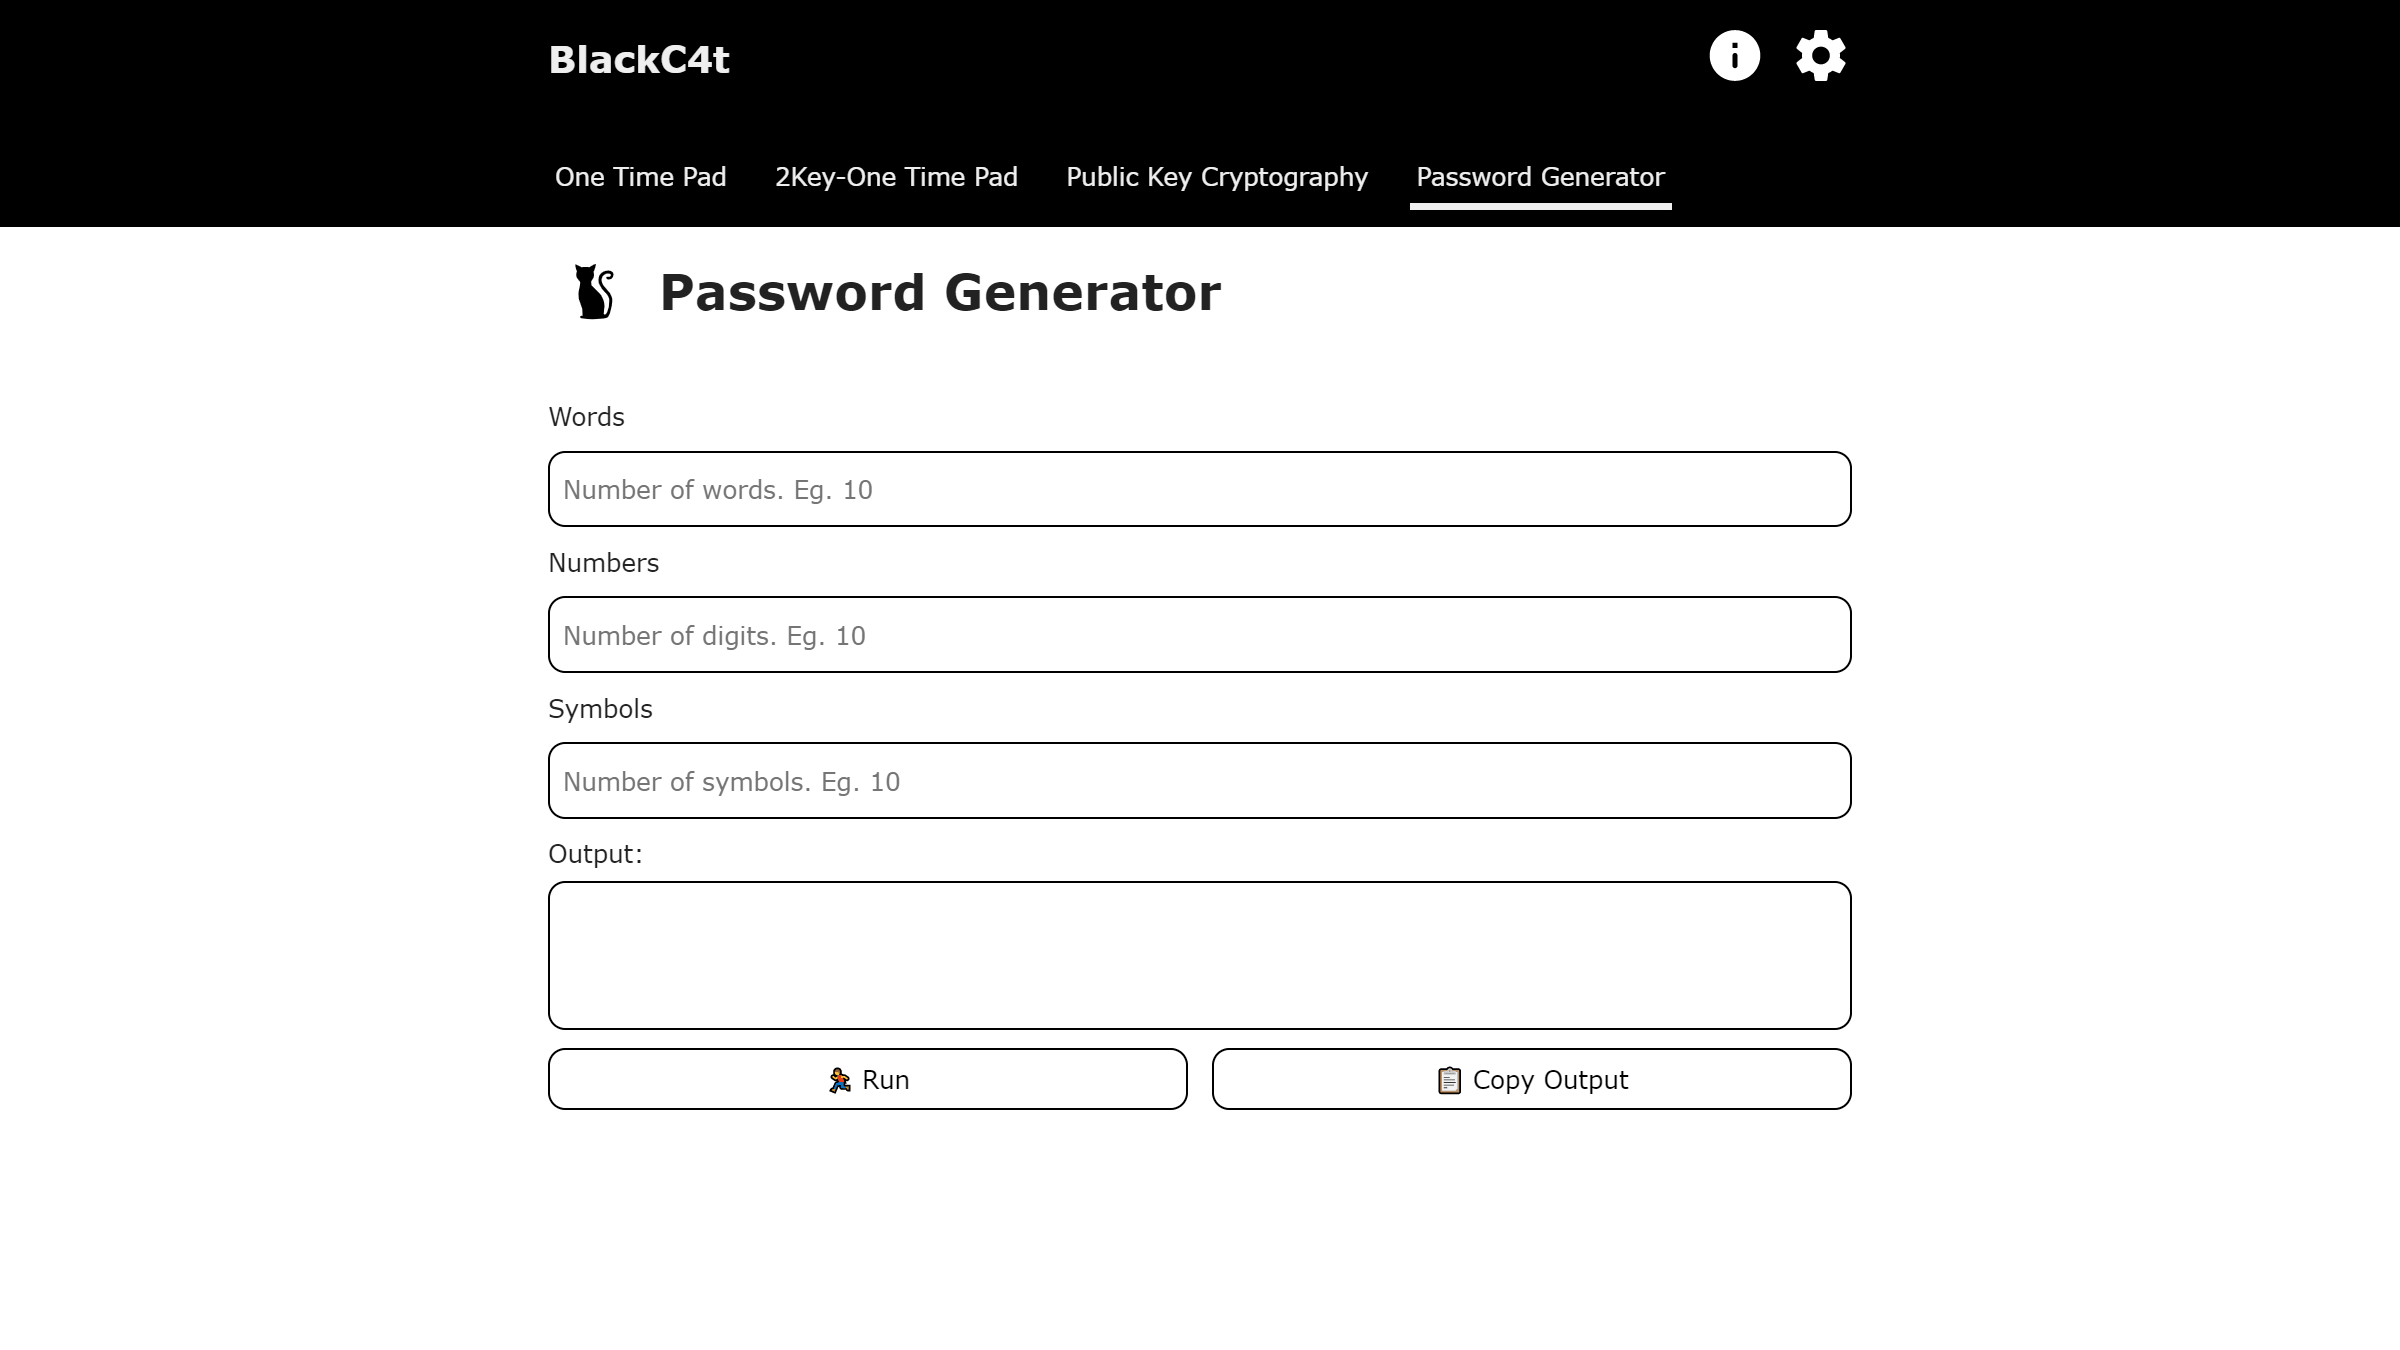 BlackC4t
One Time Pad 2Key-One Time Pad Public Key Cryptography Password Generator
Password Generator
Words
Number of words. Eg. 10
Numbers
Number of digits. Eg. 10
Symbols
Number of symbols. Eg. 10
Output:
Run Copy Output